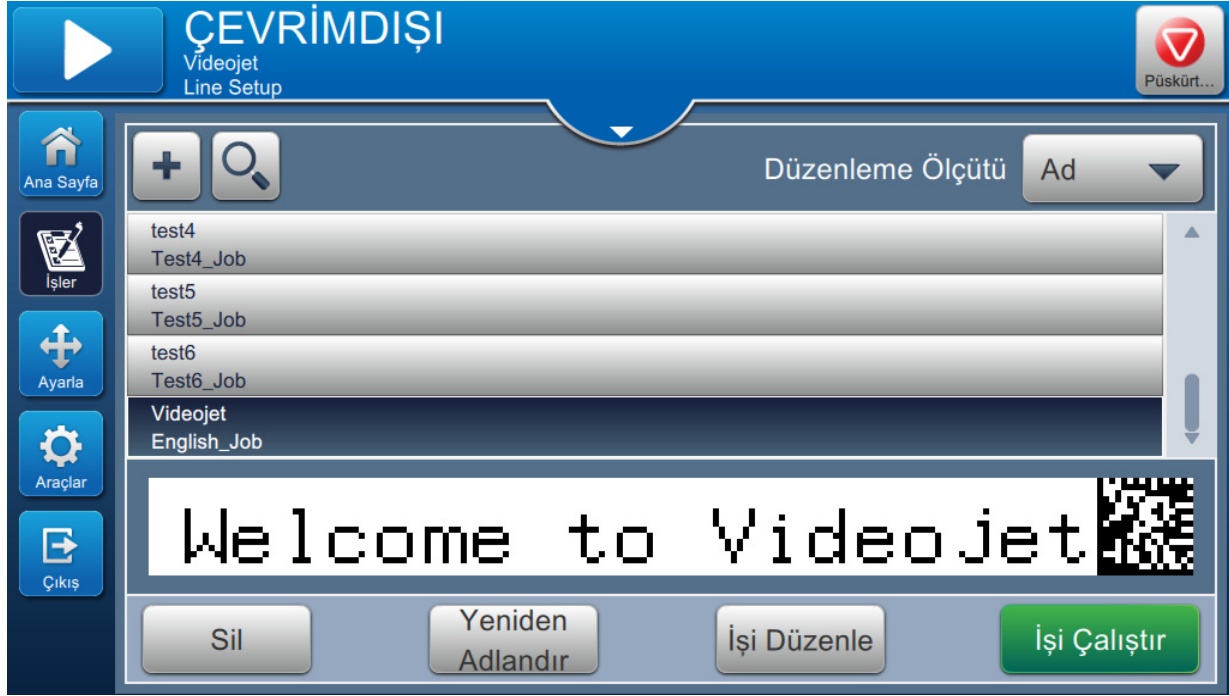 ÇEVRİMDIŞI
Videojet
Line Setup
Püskürt...
Ana Sayfa
İşler
Ayarla
Araçlar
Çıkış
Düzenleme Ölçütü
Ad
test4
Test4_Job
test5
Test5_Job
test6
Test6_Job
Videojet
English_Job
Welcome to Videojet
Sil
Yeniden
Adlandır
İşi Düzenle
İşi Çalıştır